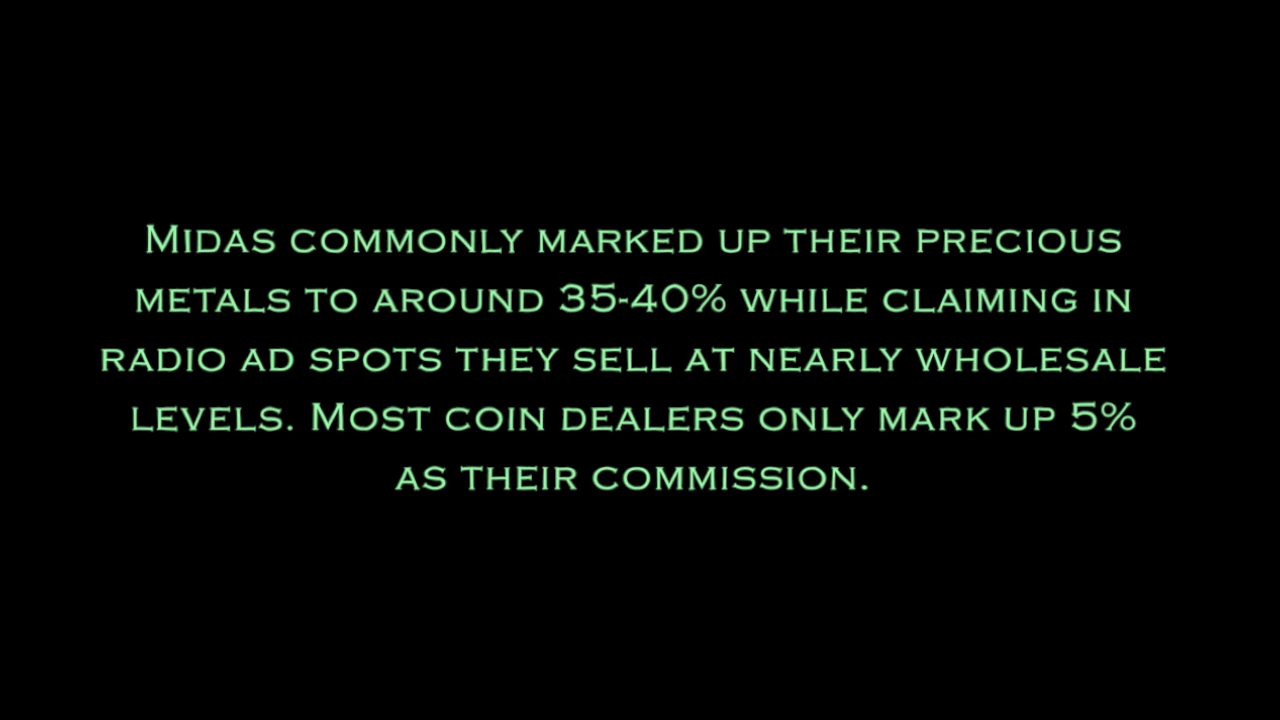 Midas commonly marked up their precious
metals to around 35-40% while claiming in
radio ad spots they sell at nearly wholesale
levels. Most coin dealers only mark up 5%
as their commission.